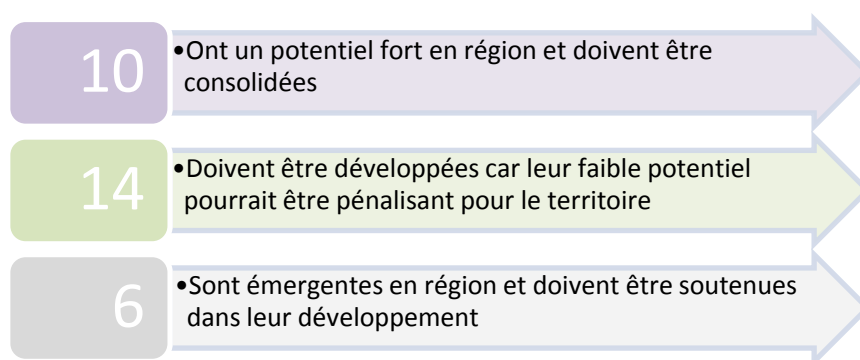 10
•Ont un potentiel fort en région et doivent être
consolidées
14
•Doivent être développées car leur faible potentiel
pourrait être pénalisant pour le territoire
6
•Sont émergentes en région et doivent être soutenues
dans leur développement